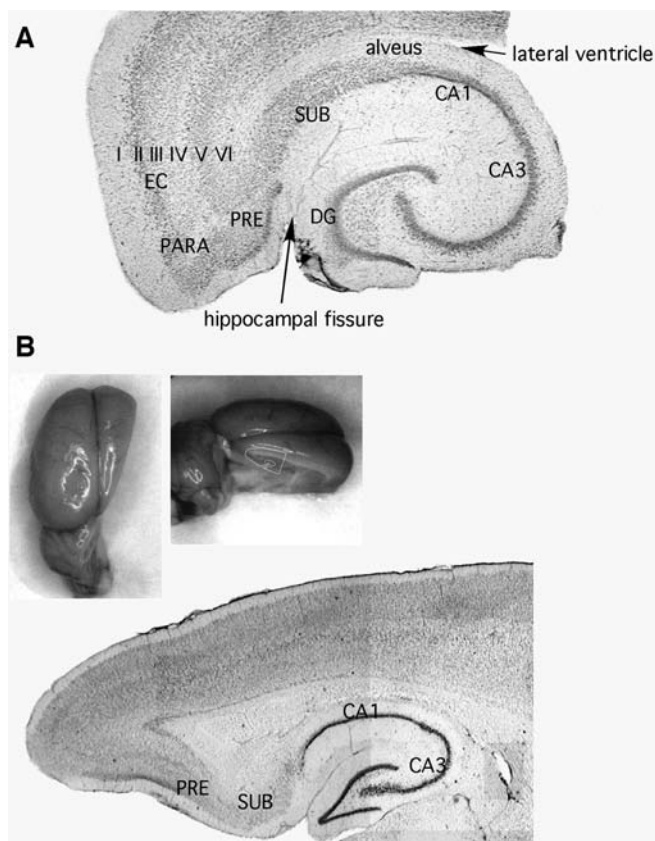 A
alveus
lateral ventricle
CA1
SUB
I II III IV V VI
CA3
EC
PRE
DG
PARA
hippocampal fissure
B
CA1
CA3
PRE
SUB